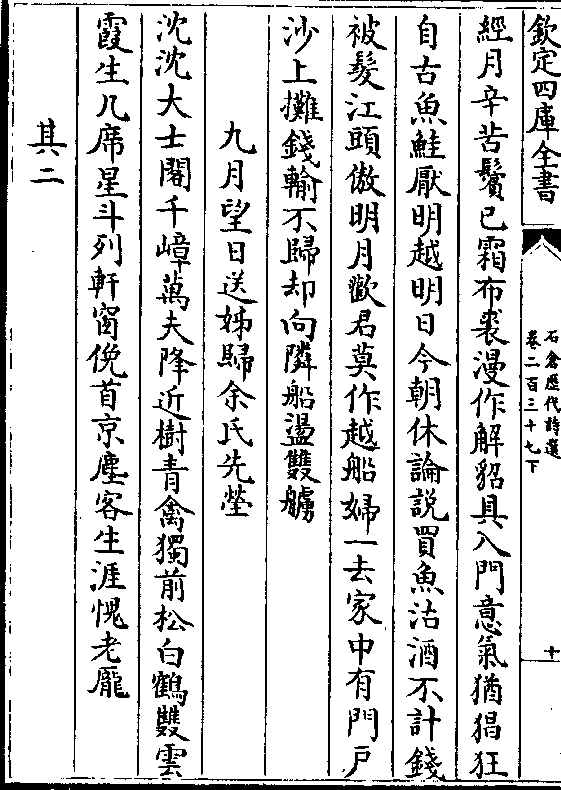 欽定四庫全書
石倉歷代詩選
卷二百三十七下
十
經月辛苦鬢已霜布裘漫作解貂具入門意氣猶猖狂
自古魚鮭厭明越明日今朝休論説買魚沽酒不計錢
被髪江頭傲明月歡君莫作越船婦一去家中有門戸
沙上攤錢輸不歸却向隣船盪雙艣
九月望日送姊歸余氏先塋
沈沈大士閣千嶂萬夫降近樹青禽獨前松白鶴雙雲
霞生几席星斗列軒窗俛首京塵客生涯愧老龎
其二